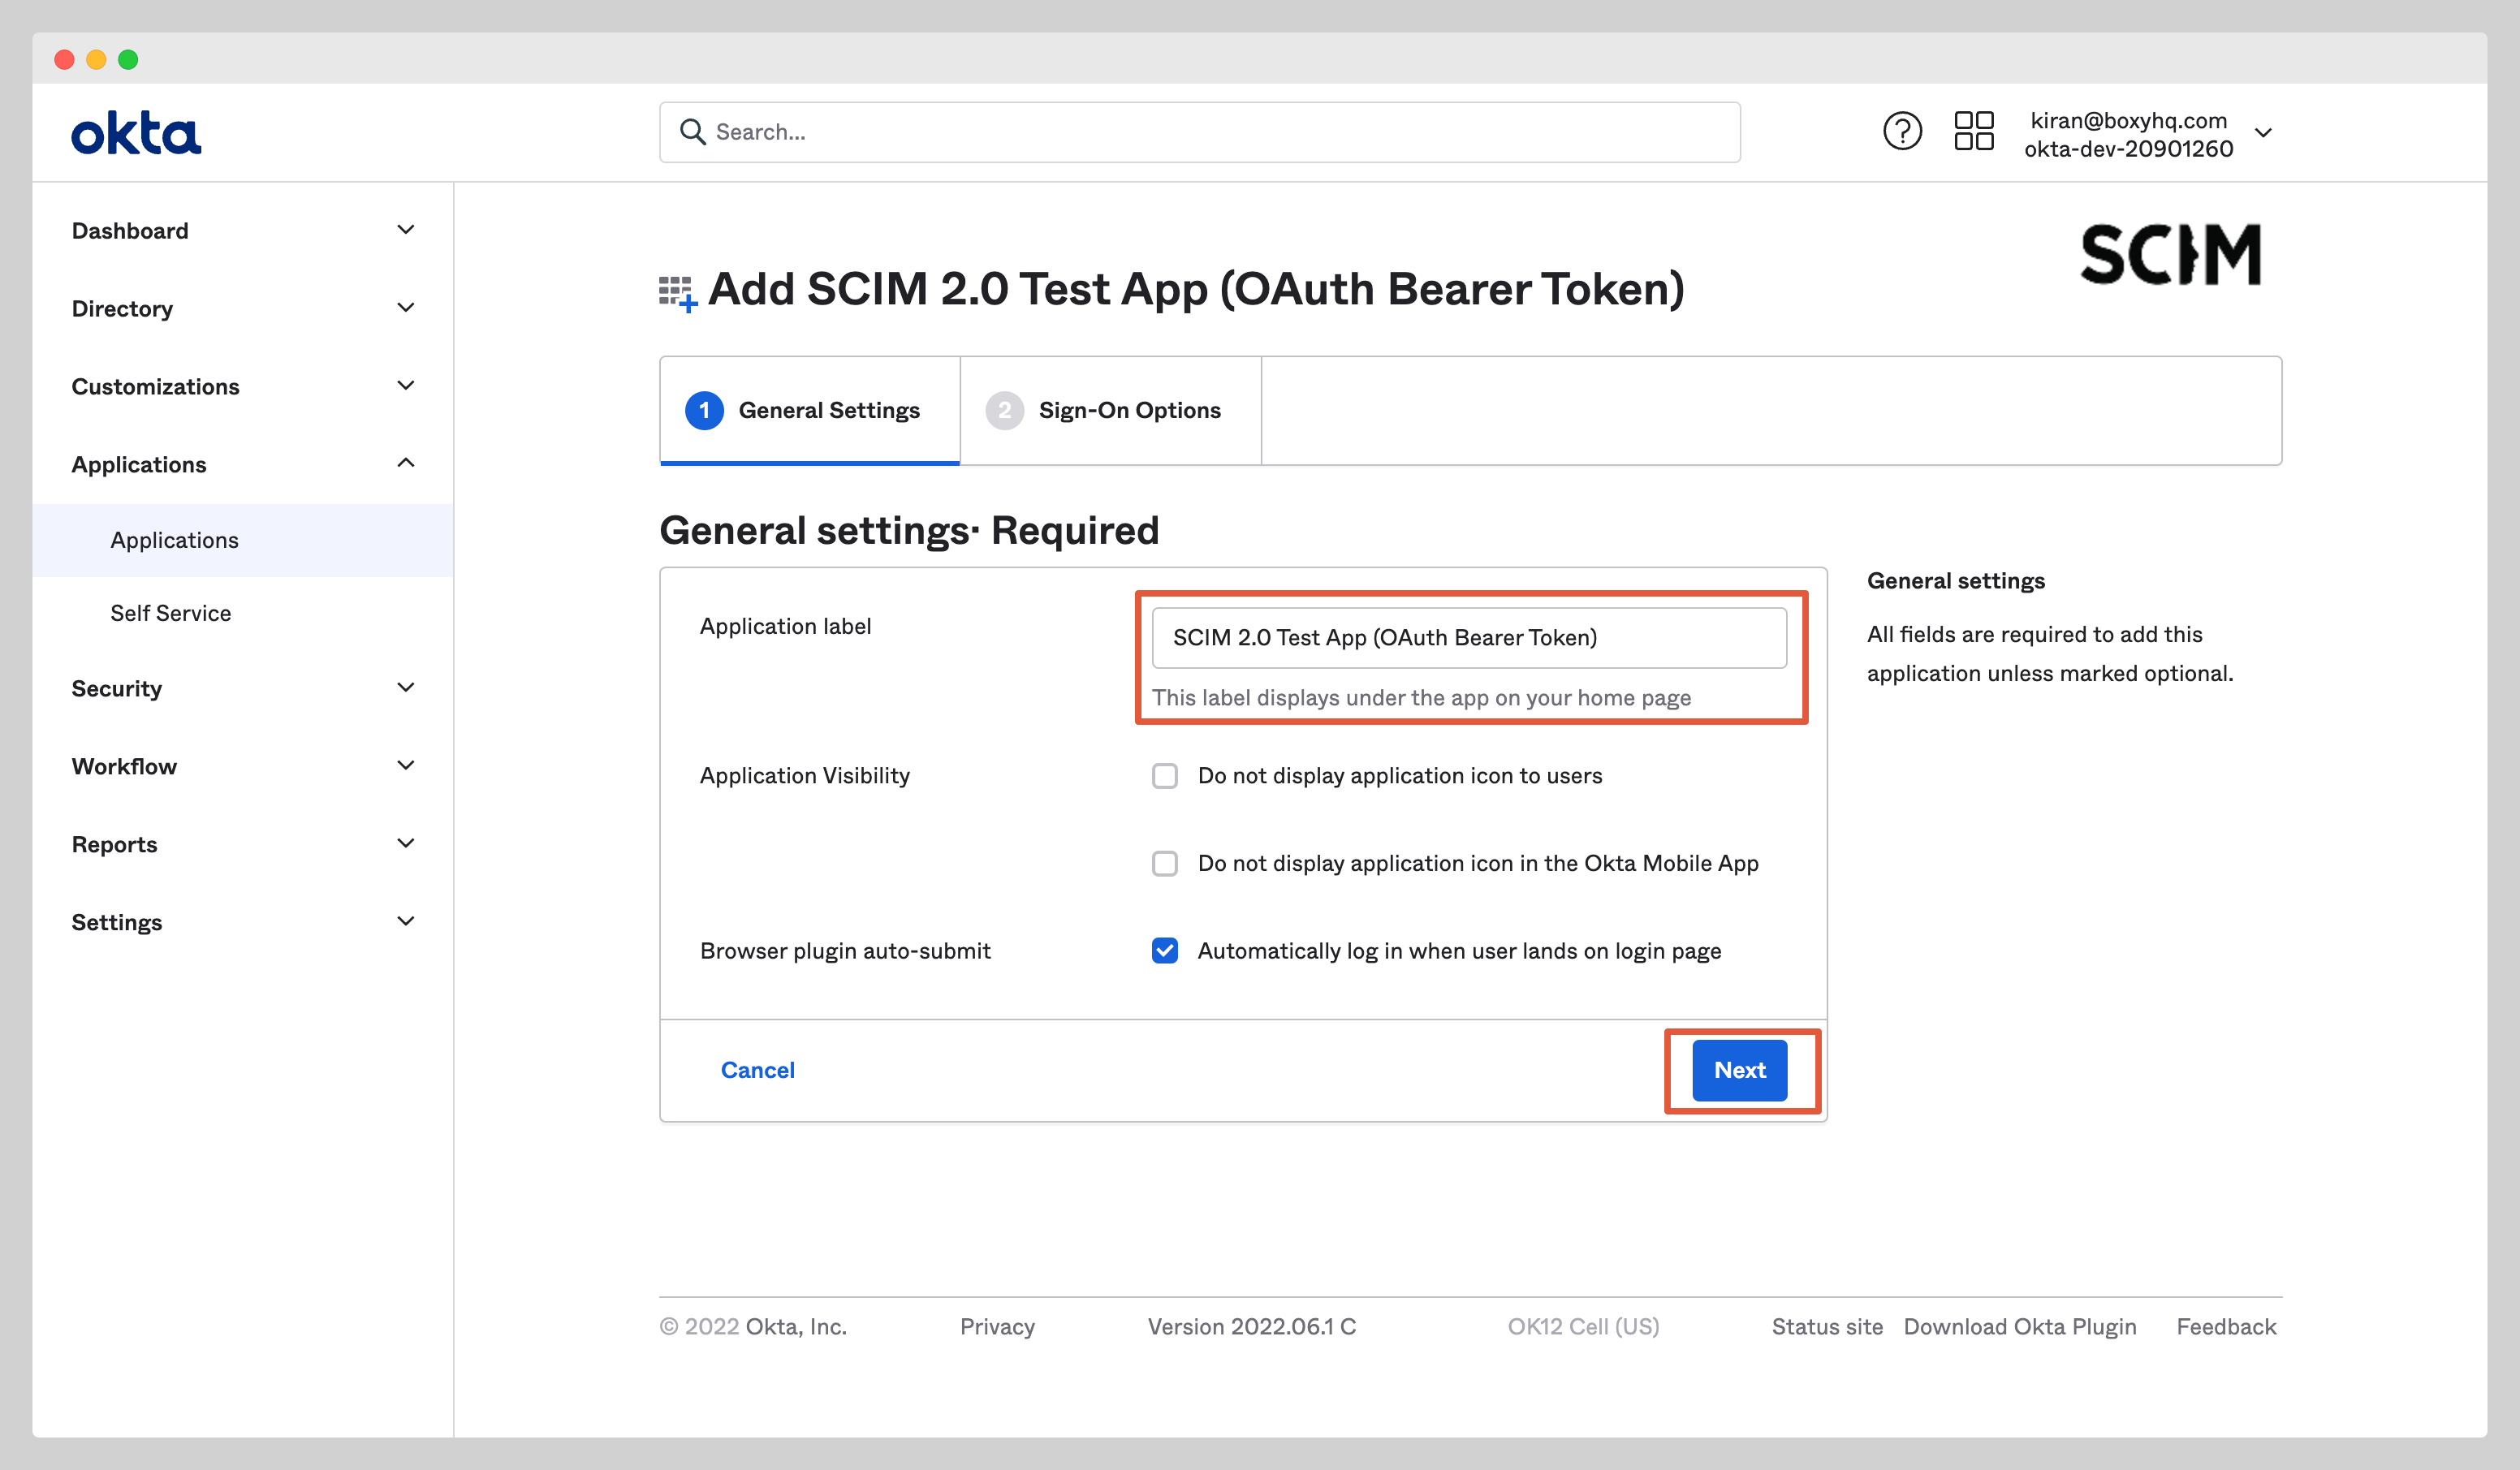 okta
Search...
kiran@boxyhq.com
okta-dev-20901260
Dashboard
Directory
Customizations
Applications
Applications
Self Service
Security
Workflow
Reports
Settings
SCIM
Add SCIM 2.0 Test App (OAuth Bearer Token)
1 General Settings
2 Sign-On Options
General settings· Required
Application label
SCIM 2.0 Test App (OAuth Bearer Token)
This label displays under the app on your home page
Application Visibility
Do not display application icon to users
Do not display application icon in the Okta Mobile App
Browser plugin auto-submit
Automatically log in when user lands on login page
Cancel
Next
General settings
All fields are required to add this
application unless marked optional.
© 2022 Okta, Inc. Privacy Version 2022.06.1 C OK12 Cell (US) Status site Download Okta Plugin Feedback